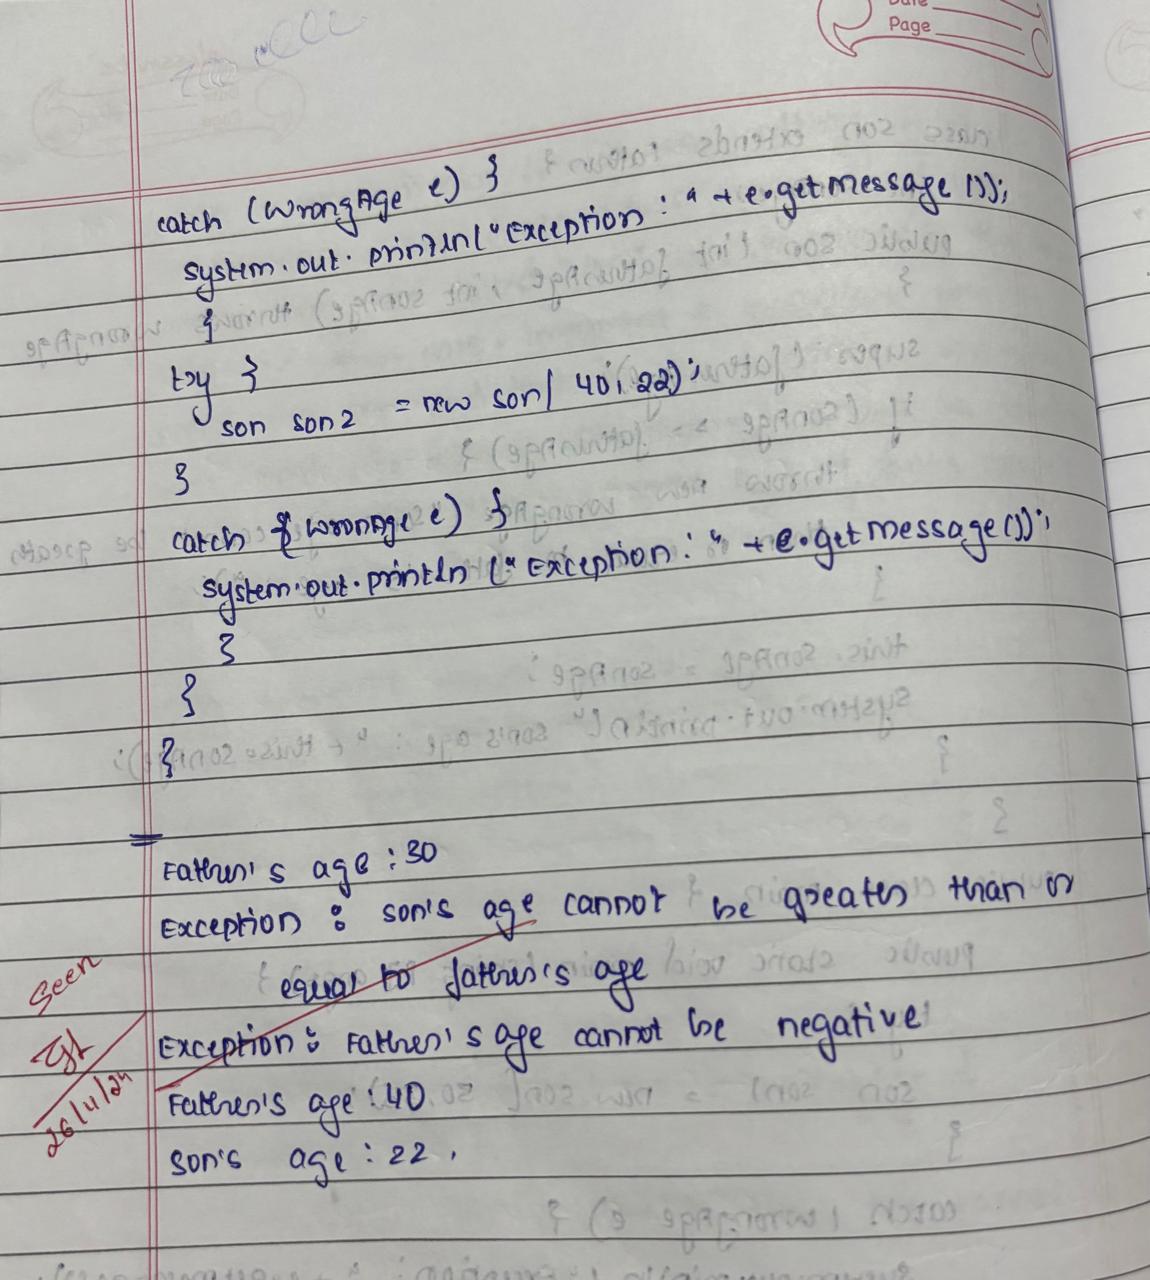 Date
Page
catch (WrongAge e) }
system.out.println("Exception : " + e.getmessage ());
}
try }
son son2 = new son( 40, 22);
}
catch { WronAge e) }
system.out.println (" Exception : " + e.getmessage());
}
}
}
Father's age : 30
Exception : son's age cannot be greater than or
equal to father's age
Exception : Father's age cannot be negative
Father's age : 40
son's age : 22 .
Seen
26/4/24